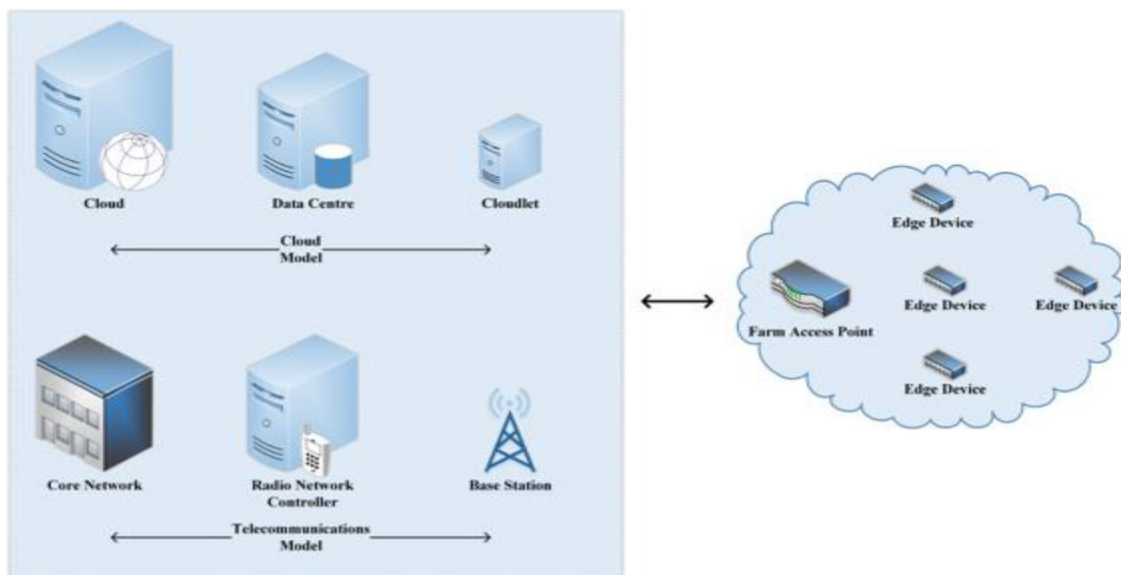 Cloud
Data Centre
Cloudlet
Cloud
Model
Core Network
Radio Network
Controller
Base Station
Telecommunications
Model
Edge Device
Farm Access Point
Edge Device
Edge Device
Edge Device